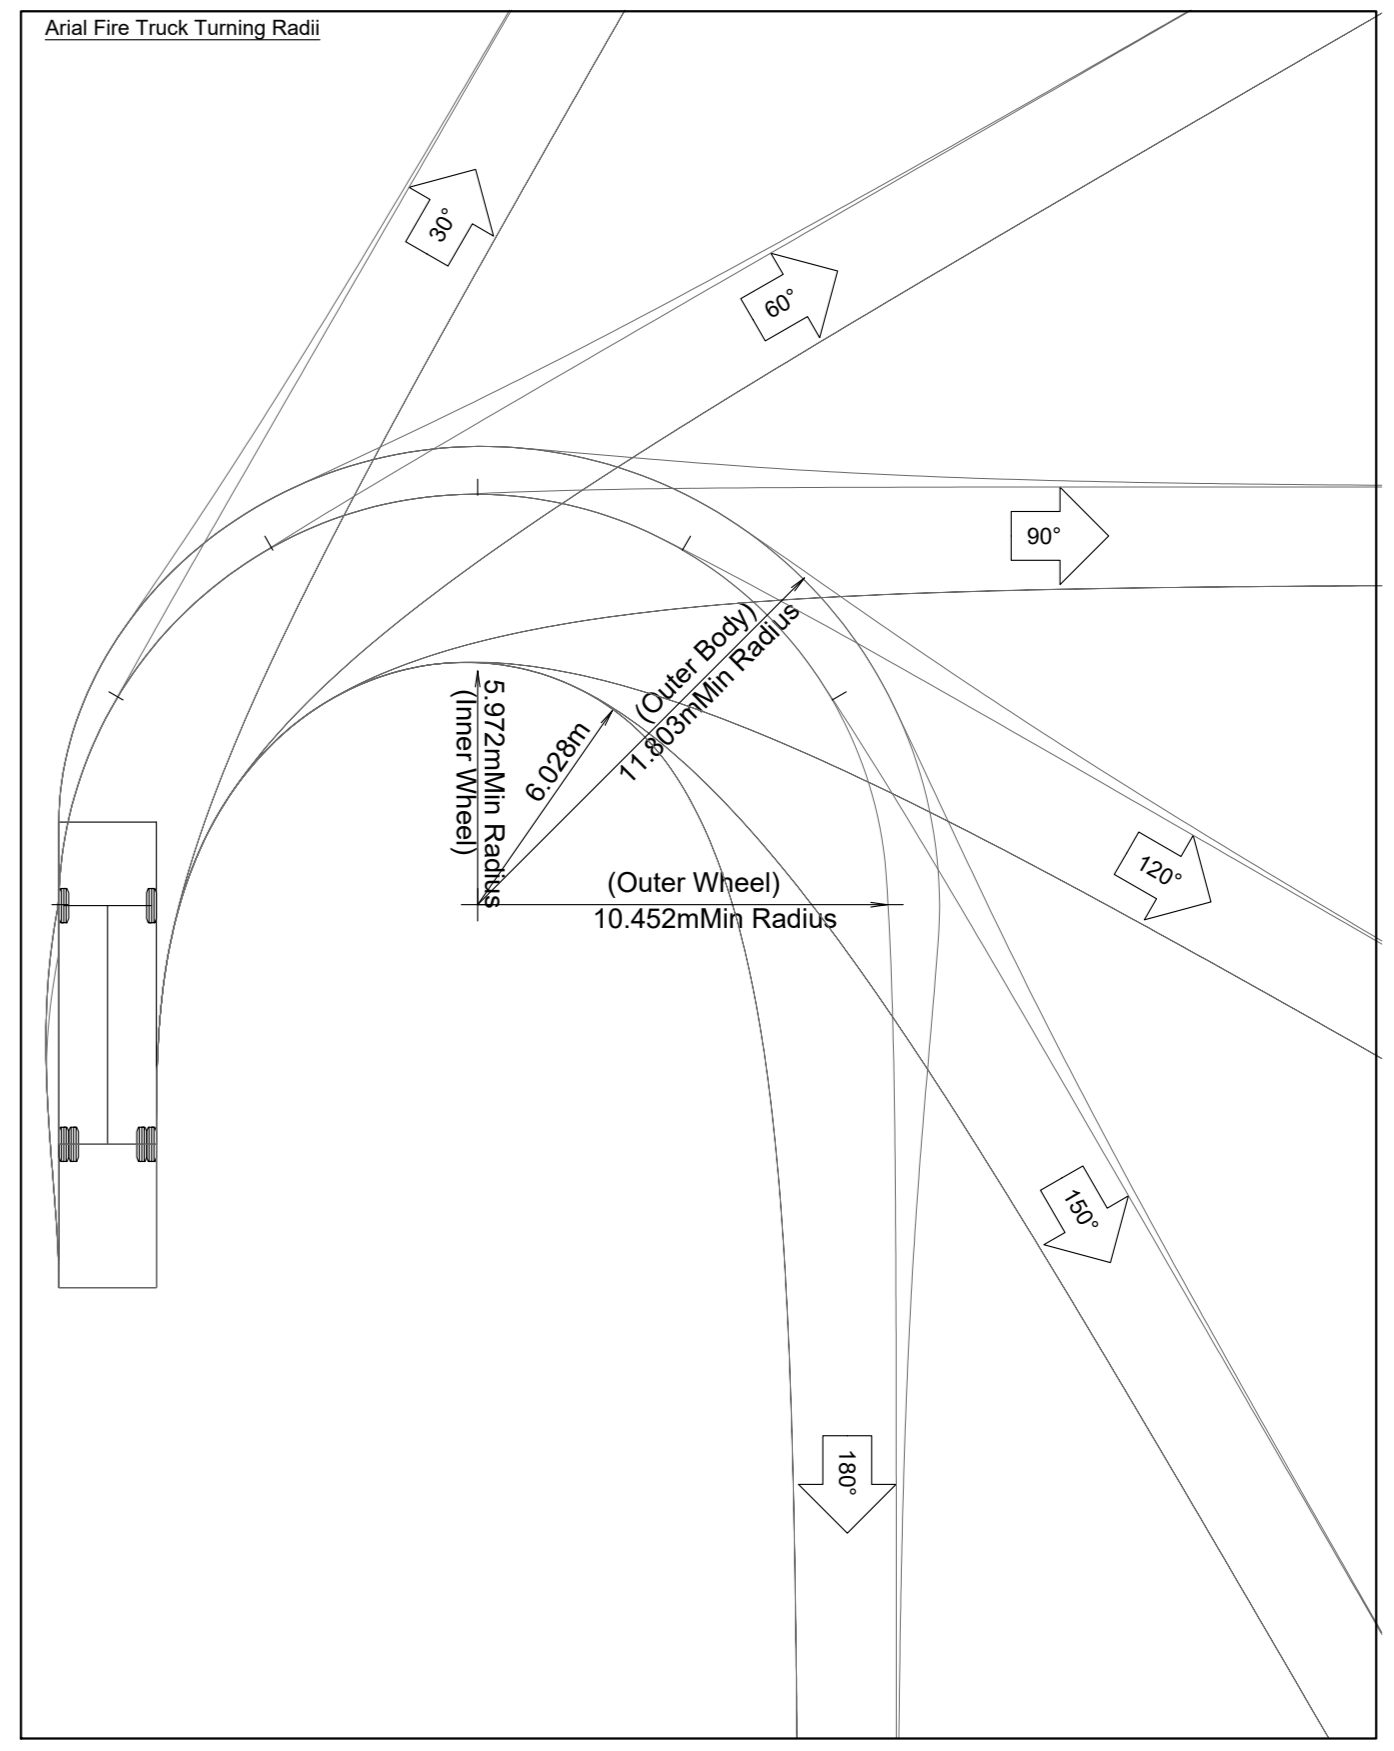 Arial Fire Truck Turning Radii
30°
60°
90°
(Outer Body)
11.803mMin Radius
5.972mMin Radius
(Inner Wheel)
6.028m
(Outer Wheel)
10.452mMin Radius
120°
150°
180°